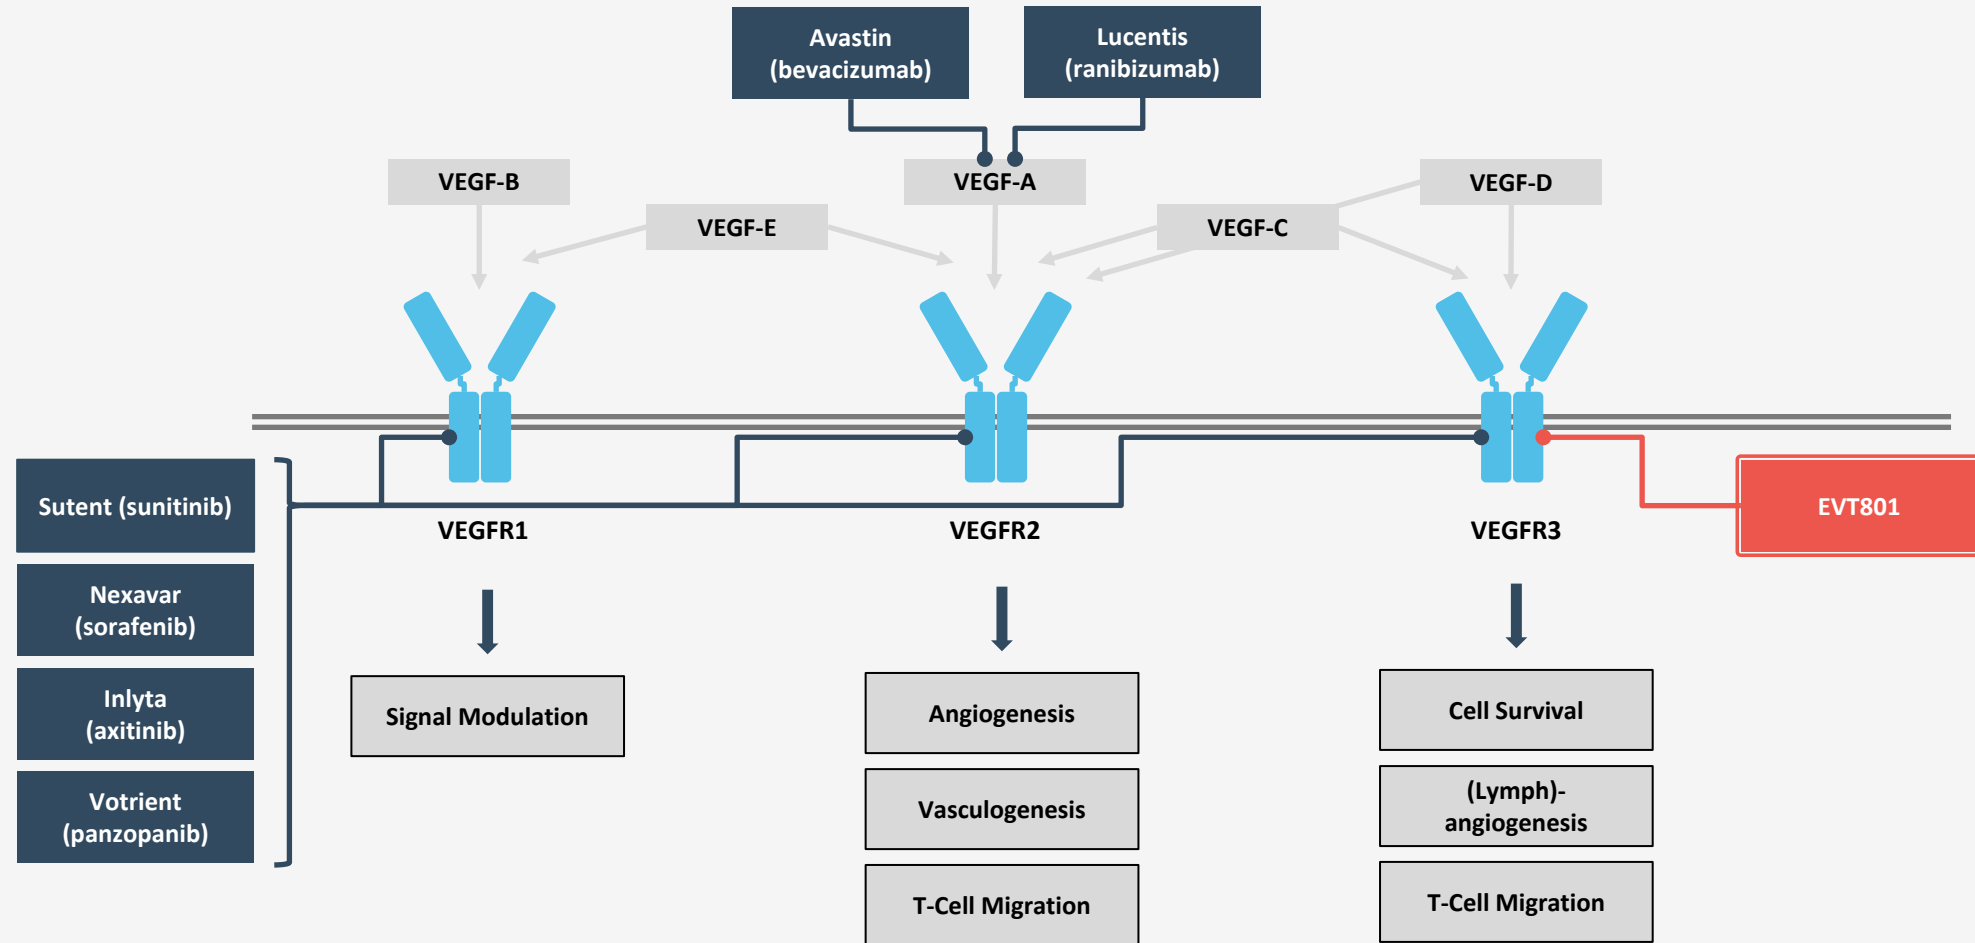 Avastin
(bevacizumab)
Lucentis
(ranibizumab)
VEGF-B
VEGF-A
VEGF-D
VEGF-E
VEGF-C
Sutent (sunitinib)
Nexavar
(sorafenib)
Inlyta
(axitinib)
Votrient
(panzopanib)
EVT801
VEGFR1
VEGFR2
VEGFR3
Signal Modulation
Angiogenesis
Vasculogenesis
T-Cell Migration
Cell Survival
(Lymph)-
angiogenesis
T-Cell Migration